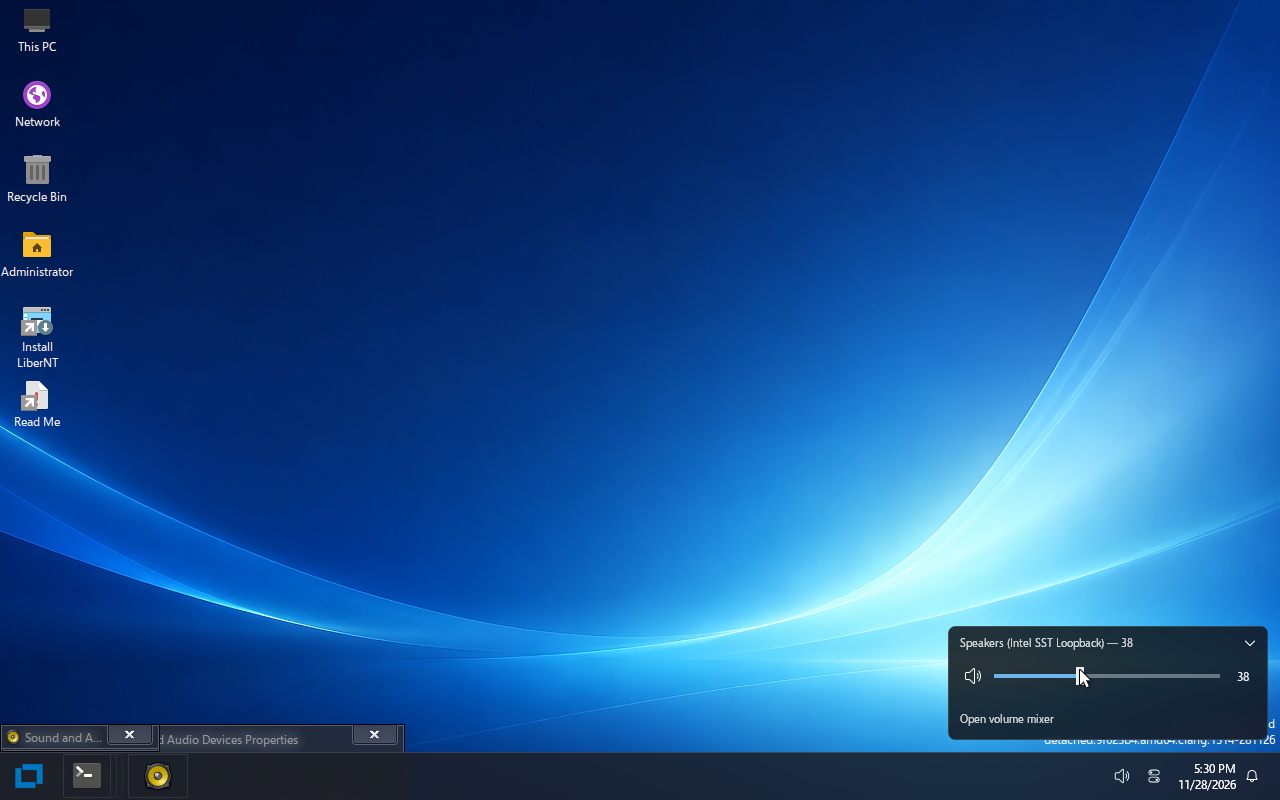 This PC
Network
Recycle Bin
Administrator
Install
LiberNT
Read Me
Speakers (Intel SST Loopback) — 38
38
Open volume mixer
Sound and A...
d Audio Devices Properties
5:30 PM
11/28/2026